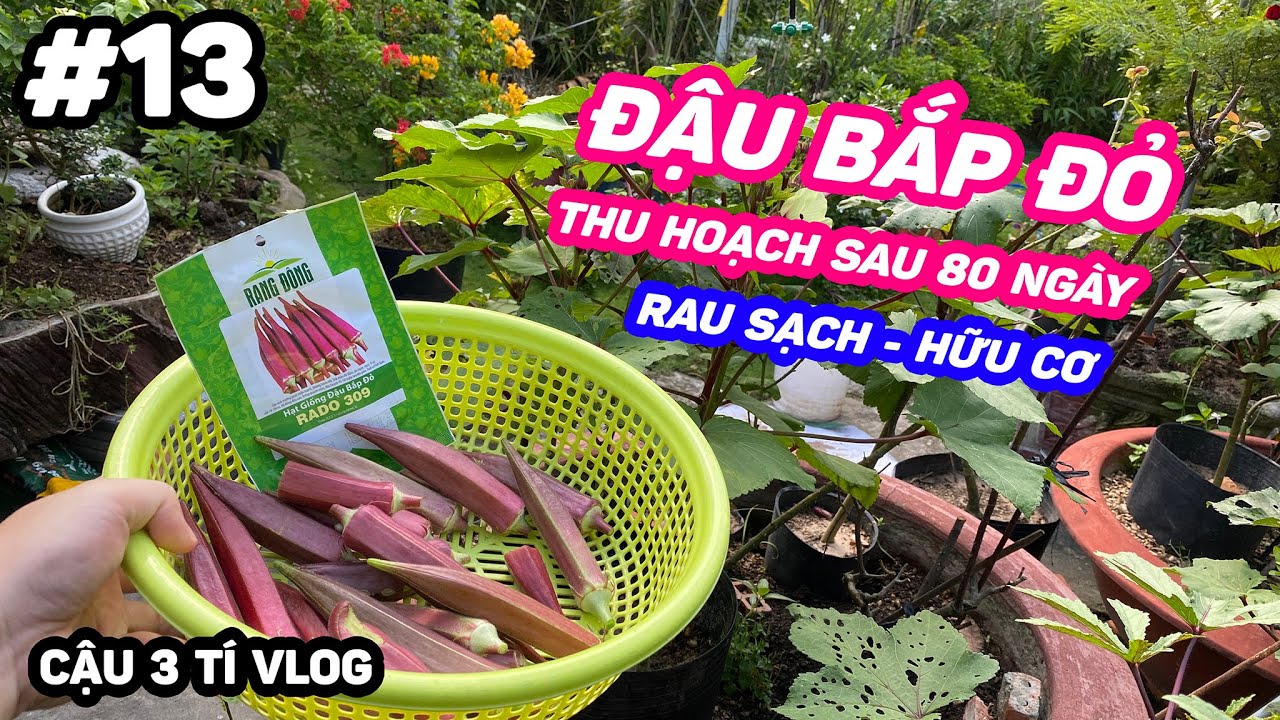 #13
ĐẬU BẮP ĐỎ
THU HOẠCH SAU 80 NGÀY
RAU SẠCH - HỮU CƠ
RẠNG ĐÔNG
Hạt Giống Đậu Bắp Đỏ
RADO 309
CẬU 3 TÍ VLOG